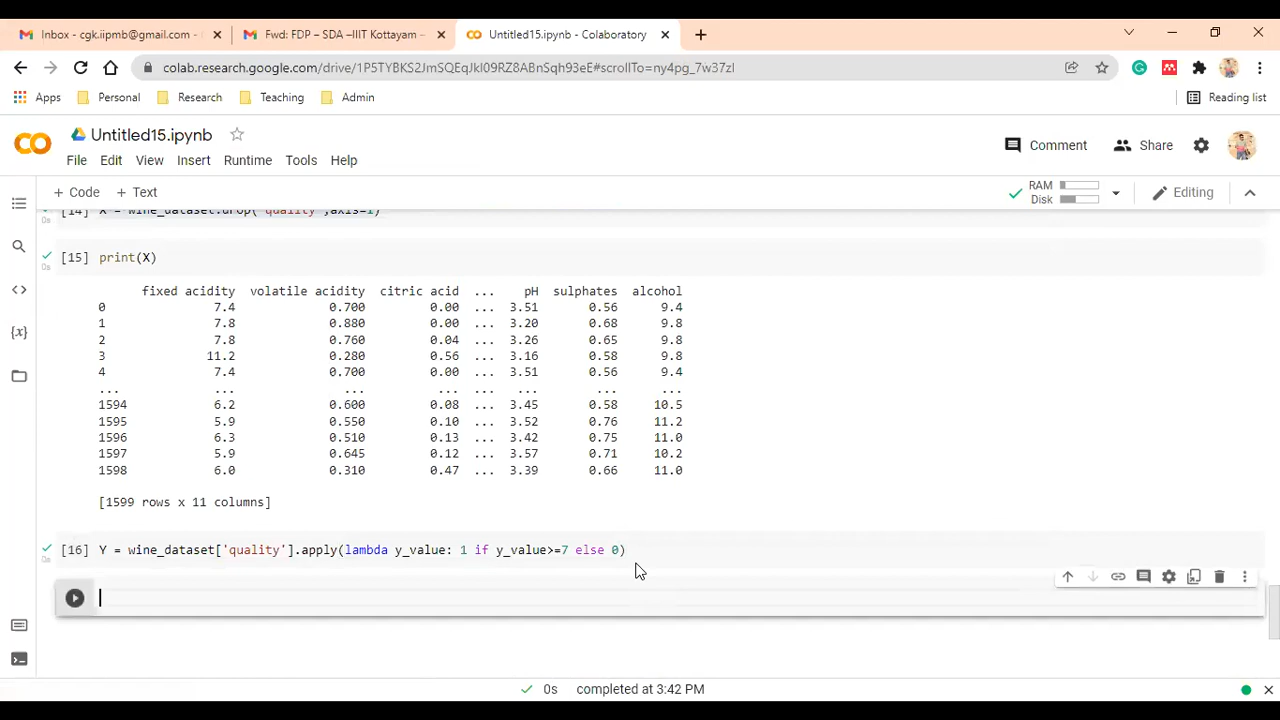 Inbox - cgk.iipmb@gmail.com -
Fwd: FDP – SDA –IIIT Kottayam –
Untitled15.ipynb - Colaboratory
colab.research.google.com/drive/1P5TYBKS2JmSQEqJkl09RZ8ABnSqh93eE#scrollTo=ny4pg_7w37zl
Apps Personal Research Teaching Admin Reading list
Untitled15.ipynb
Comment Share
File Edit View Insert Runtime Tools Help
+ Code + Text
RAM
Disk
Editing
[14] X = wine_dataset.drop('quality',axis=1)
0s
[15] print(X)
0s
fixed acidity volatile acidity citric acid ... pH sulphates alcohol
0 7.4 0.700 0.00 ... 3.51 0.56 9.4
1 7.8 0.880 0.00 ... 3.20 0.68 9.8
2 7.8 0.760 0.04 ... 3.26 0.65 9.8
3 11.2 0.280 0.56 ... 3.16 0.58 9.8
4 7.4 0.700 0.00 ... 3.51 0.56 9.4
... ... ... ... ... ... ... ...
1594 6.2 0.600 0.08 ... 3.45 0.58 10.5
1595 5.9 0.550 0.10 ... 3.52 0.76 11.2
1596 6.3 0.510 0.13 ... 3.42 0.75 11.0
1597 5.9 0.645 0.12 ... 3.57 0.71 10.2
1598 6.0 0.310 0.47 ... 3.39 0.66 11.0
[1599 rows x 11 columns]
[16] Y = wine_dataset['quality'].apply(lambda y_value: 1 if y_value>=7 else 0)
0s
0s completed at 3:42 PM